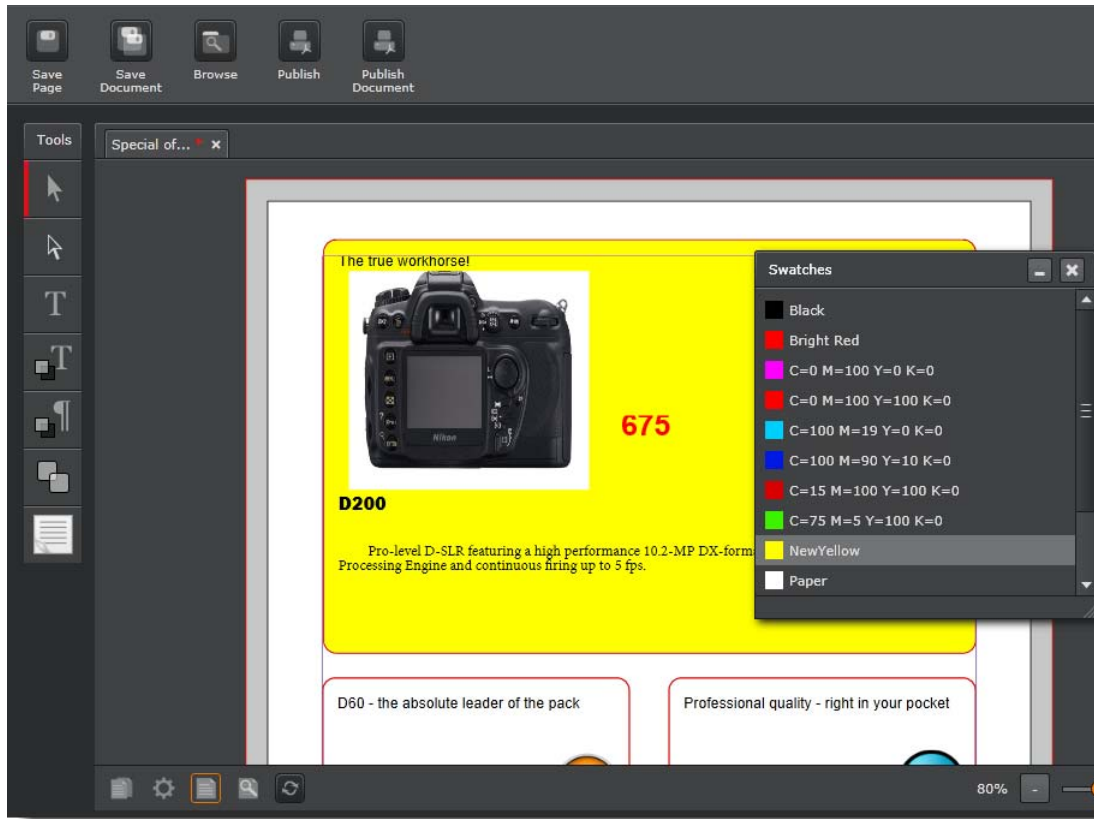 Save
Page
Save
Document
Browse
Publish
Publish
Document
Tools
Special of... * ×
T
T
¶
The true workhorse!
Nikon
675
D200
Pro-level D-SLR featuring a high performance 10.2-MP DX-form
Processing Engine and continuous firing up to 5 fps.
Swatches
Black
Bright Red
C=0 M=100 Y=0 K=0
C=0 M=100 Y=100 K=0
C=100 M=19 Y=0 K=0
C=100 M=90 Y=10 K=0
C=15 M=100 Y=100 K=0
C=75 M=5 Y=100 K=0
NewYellow
Paper
D60 - the absolute leader of the pack
Professional quality - right in your pocket
80% -